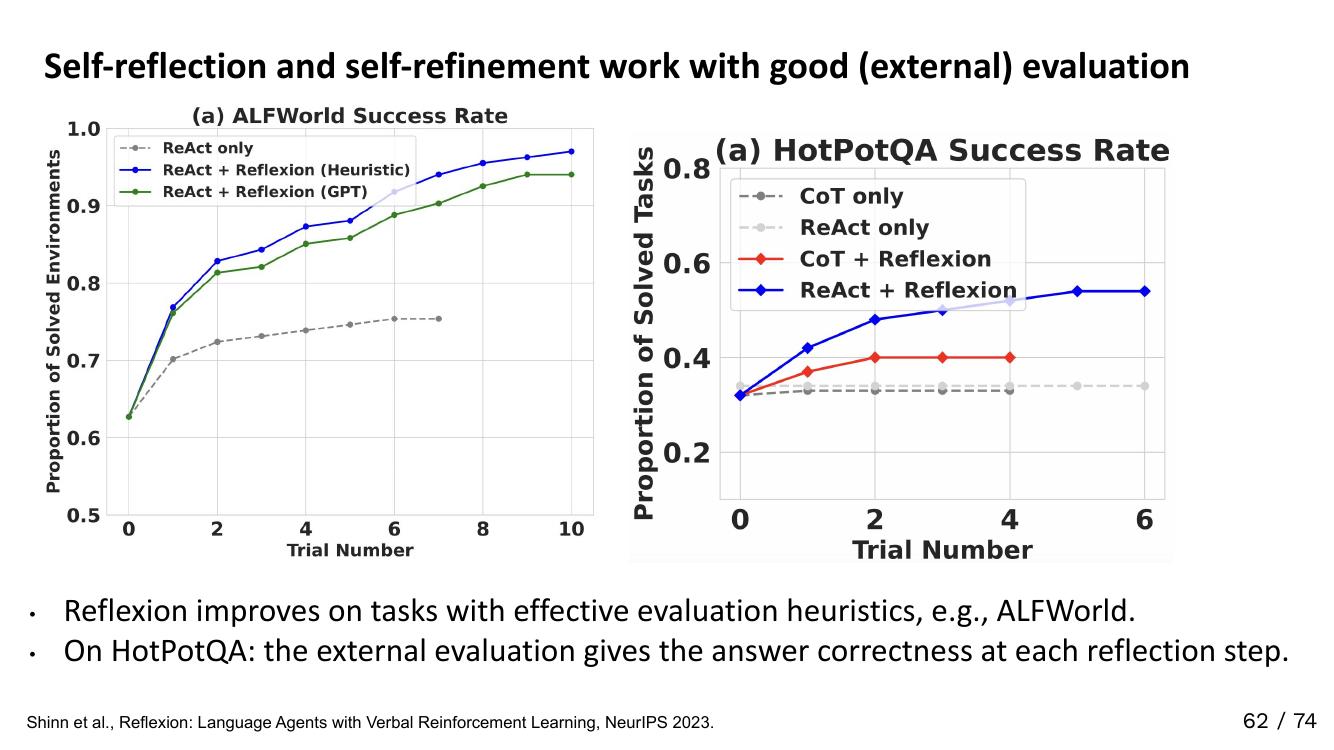 Self-reflection and self-refinement work with good (external) evaluation
(a) ALFWorld Success Rate
Proportion of Solved Environments
1.0
0.9
0.8
0.7
0.6
0.5
ReAct only
ReAct + Reflexion (Heuristic)
ReAct + Reflexion (GPT)
0 2 4 6 8 10
Trial Number
(a) HotPotQA Success Rate
Proportion of Solved Tasks
0.8
0.6
0.4
0.2
CoT only
ReAct only
CoT + Reflexion
ReAct + Reflexion
0 2 4 6
Trial Number
• Reflexion improves on tasks with effective evaluation heuristics, e.g., ALFWorld.
• On HotPotQA: the external evaluation gives the answer correctness at each reflection step.
Shinn et al., Reflexion: Language Agents with Verbal Reinforcement Learning, NeurIPS 2023.
62 / 74